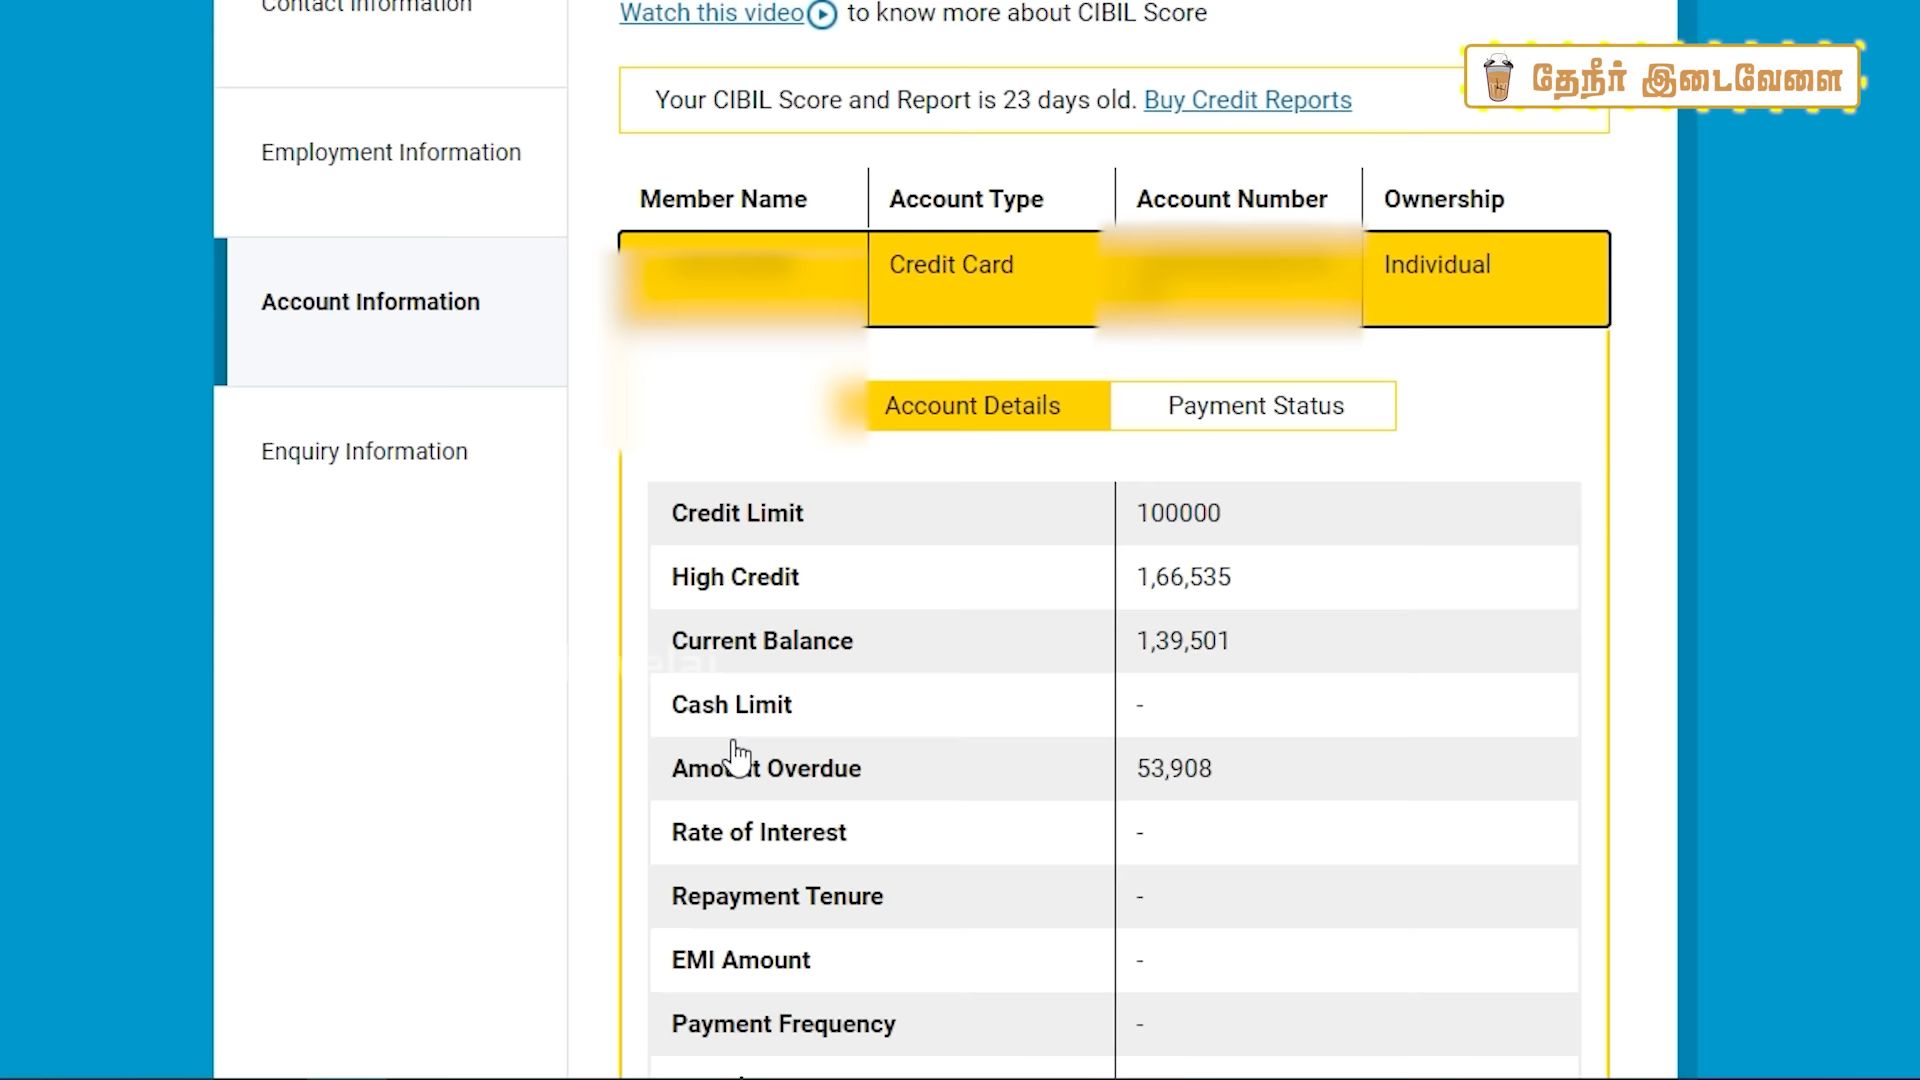 Contact Information
Watch this video to know more about CIBIL Score
தேநீர் இடைவேளை
Your CIBIL Score and Report is 23 days old. Buy Credit Reports
Employment Information
Member Name Account Type Account Number Ownership
Credit Card Individual
Account Information
Account Details Payment Status
Enquiry Information
Credit Limit 100000
High Credit 1,66,535
Current Balance 1,39,501
Cash Limit -
Amount Overdue 53,908
Rate of Interest -
Repayment Tenure -
EMI Amount -
Payment Frequency -